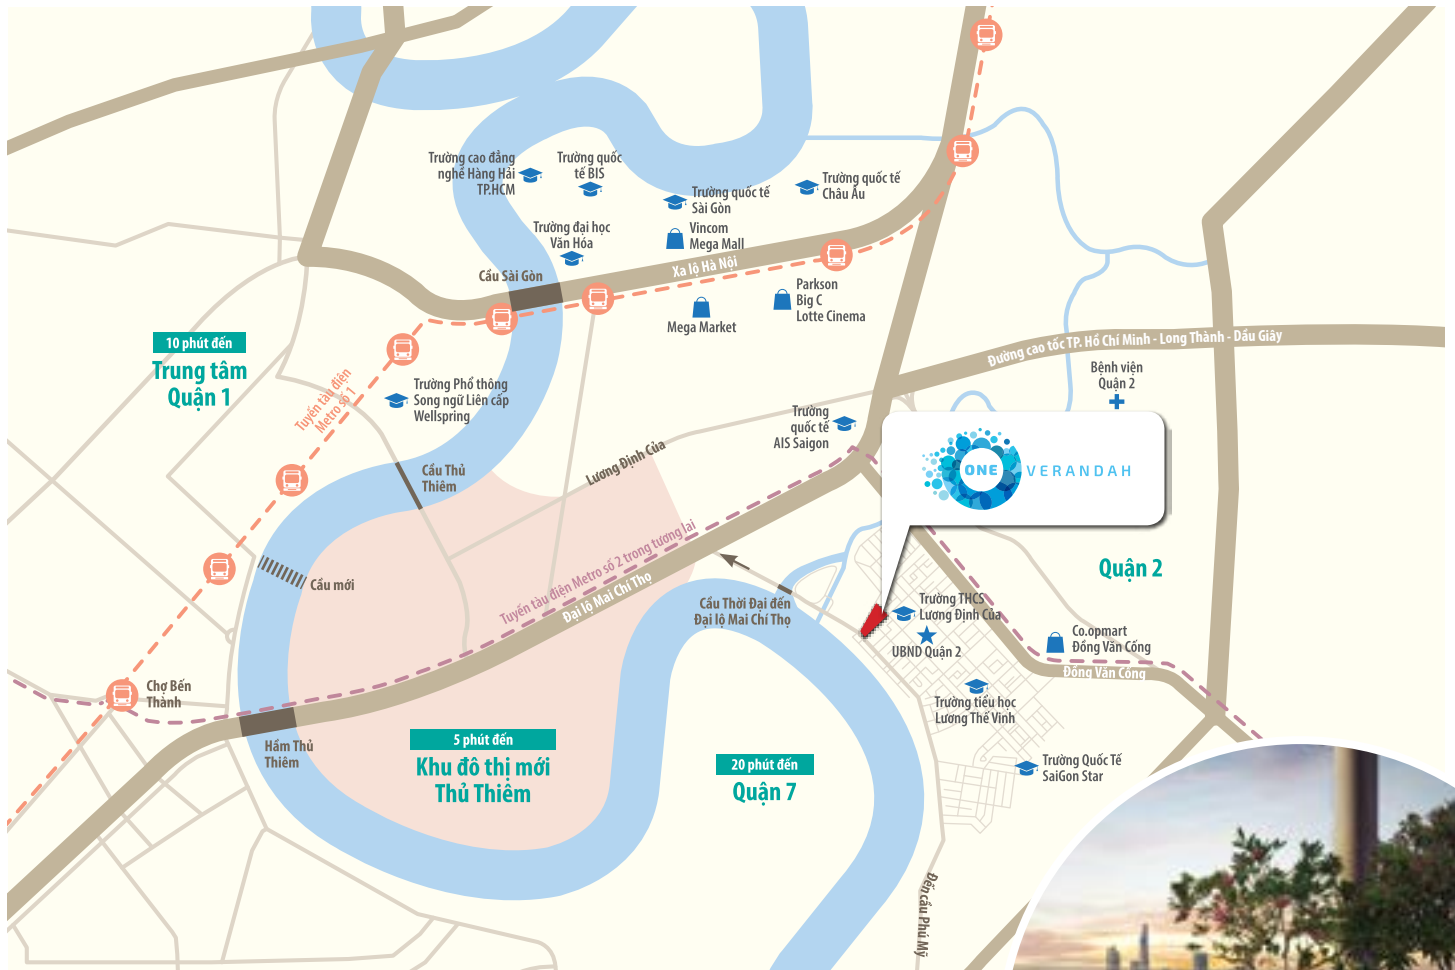 Trường cao đẳng
nghề Hàng Hải
TP.HCM
Trường quốc
tế BIS
Trường quốc tế
Sài Gòn
Trường quốc tế
Châu Âu
Trường đại học
Văn Hóa
Vincom
Mega Mall
Cầu Sài Gòn
Xa lộ Hà Nội
Parkson
Big C
Lotte Cinema
Mega Market
10 phút đến
Trung tâm
Quận 1
Tuyến tàu điện
Metro số 1
Trường Phổ thông
Song ngữ Liên cấp
Wellspring
Đường cao tốc TP. Hồ Chí Minh - Long Thành - Dầu Giây
Bệnh viện
Quận 2
Trường
quốc tế
AIS Saigon
Lương Định Của
Cầu Thủ
Thiêm
ONE VERANDAH
Cầu mới
Tuyến tàu điện Metro số 2 trong tương lai
Đại lộ Mai Chí Thọ
Quận 2
Cầu Thời Đại đến
Đại lộ Mai Chí Thọ
Trường THCS
Lương Định Của
UBND Quận 2
Co.opmart
Đồng Văn Cống
Đồng Văn Cống
Chợ Bến
Thành
Trường tiểu học
Lương Thế Vinh
Hầm Thủ
Thiêm
5 phút đến
Khu đô thị mới
Thủ Thiêm
20 phút đến
Quận 7
Trường Quốc Tế
SaiGon Star
Đến cầu Phú Mỹ